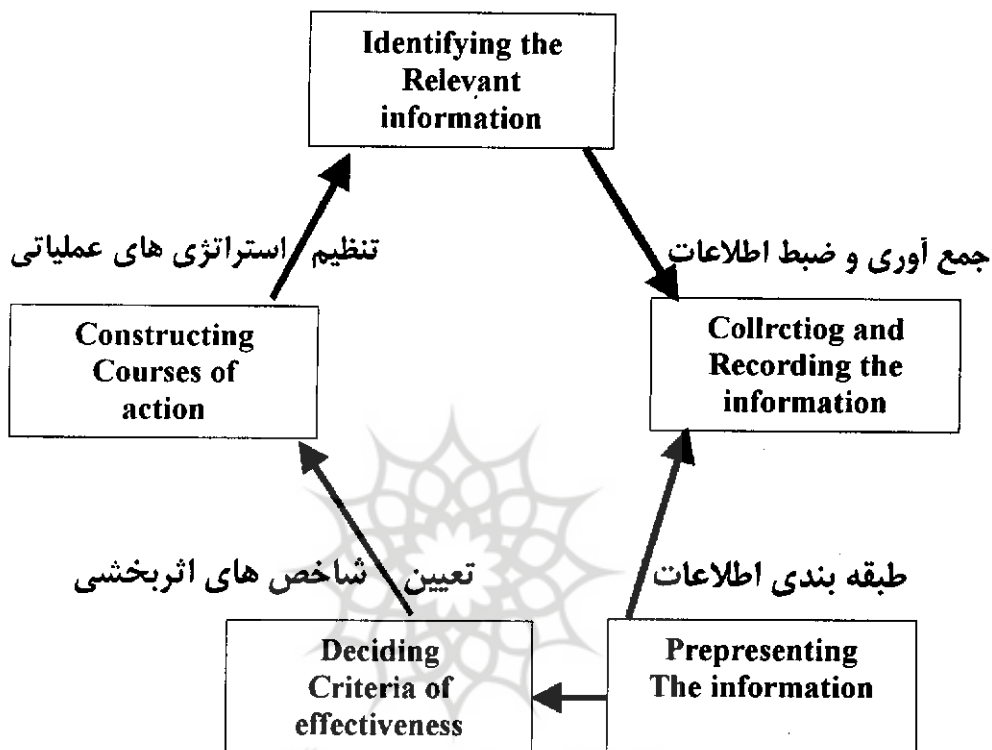 Identifying the
Relevant
information
تنظیم استراتژی های عملیاتی
جمع آوری و ضبط اطلاعات
Constructing
Courses of
action
Collrctiog and
Recording the
information
تعیین شاخص های اثربخشی
طبقه بندی اطلاعات
Deciding
Criteria of
effectiveness
Prepresenting
The information